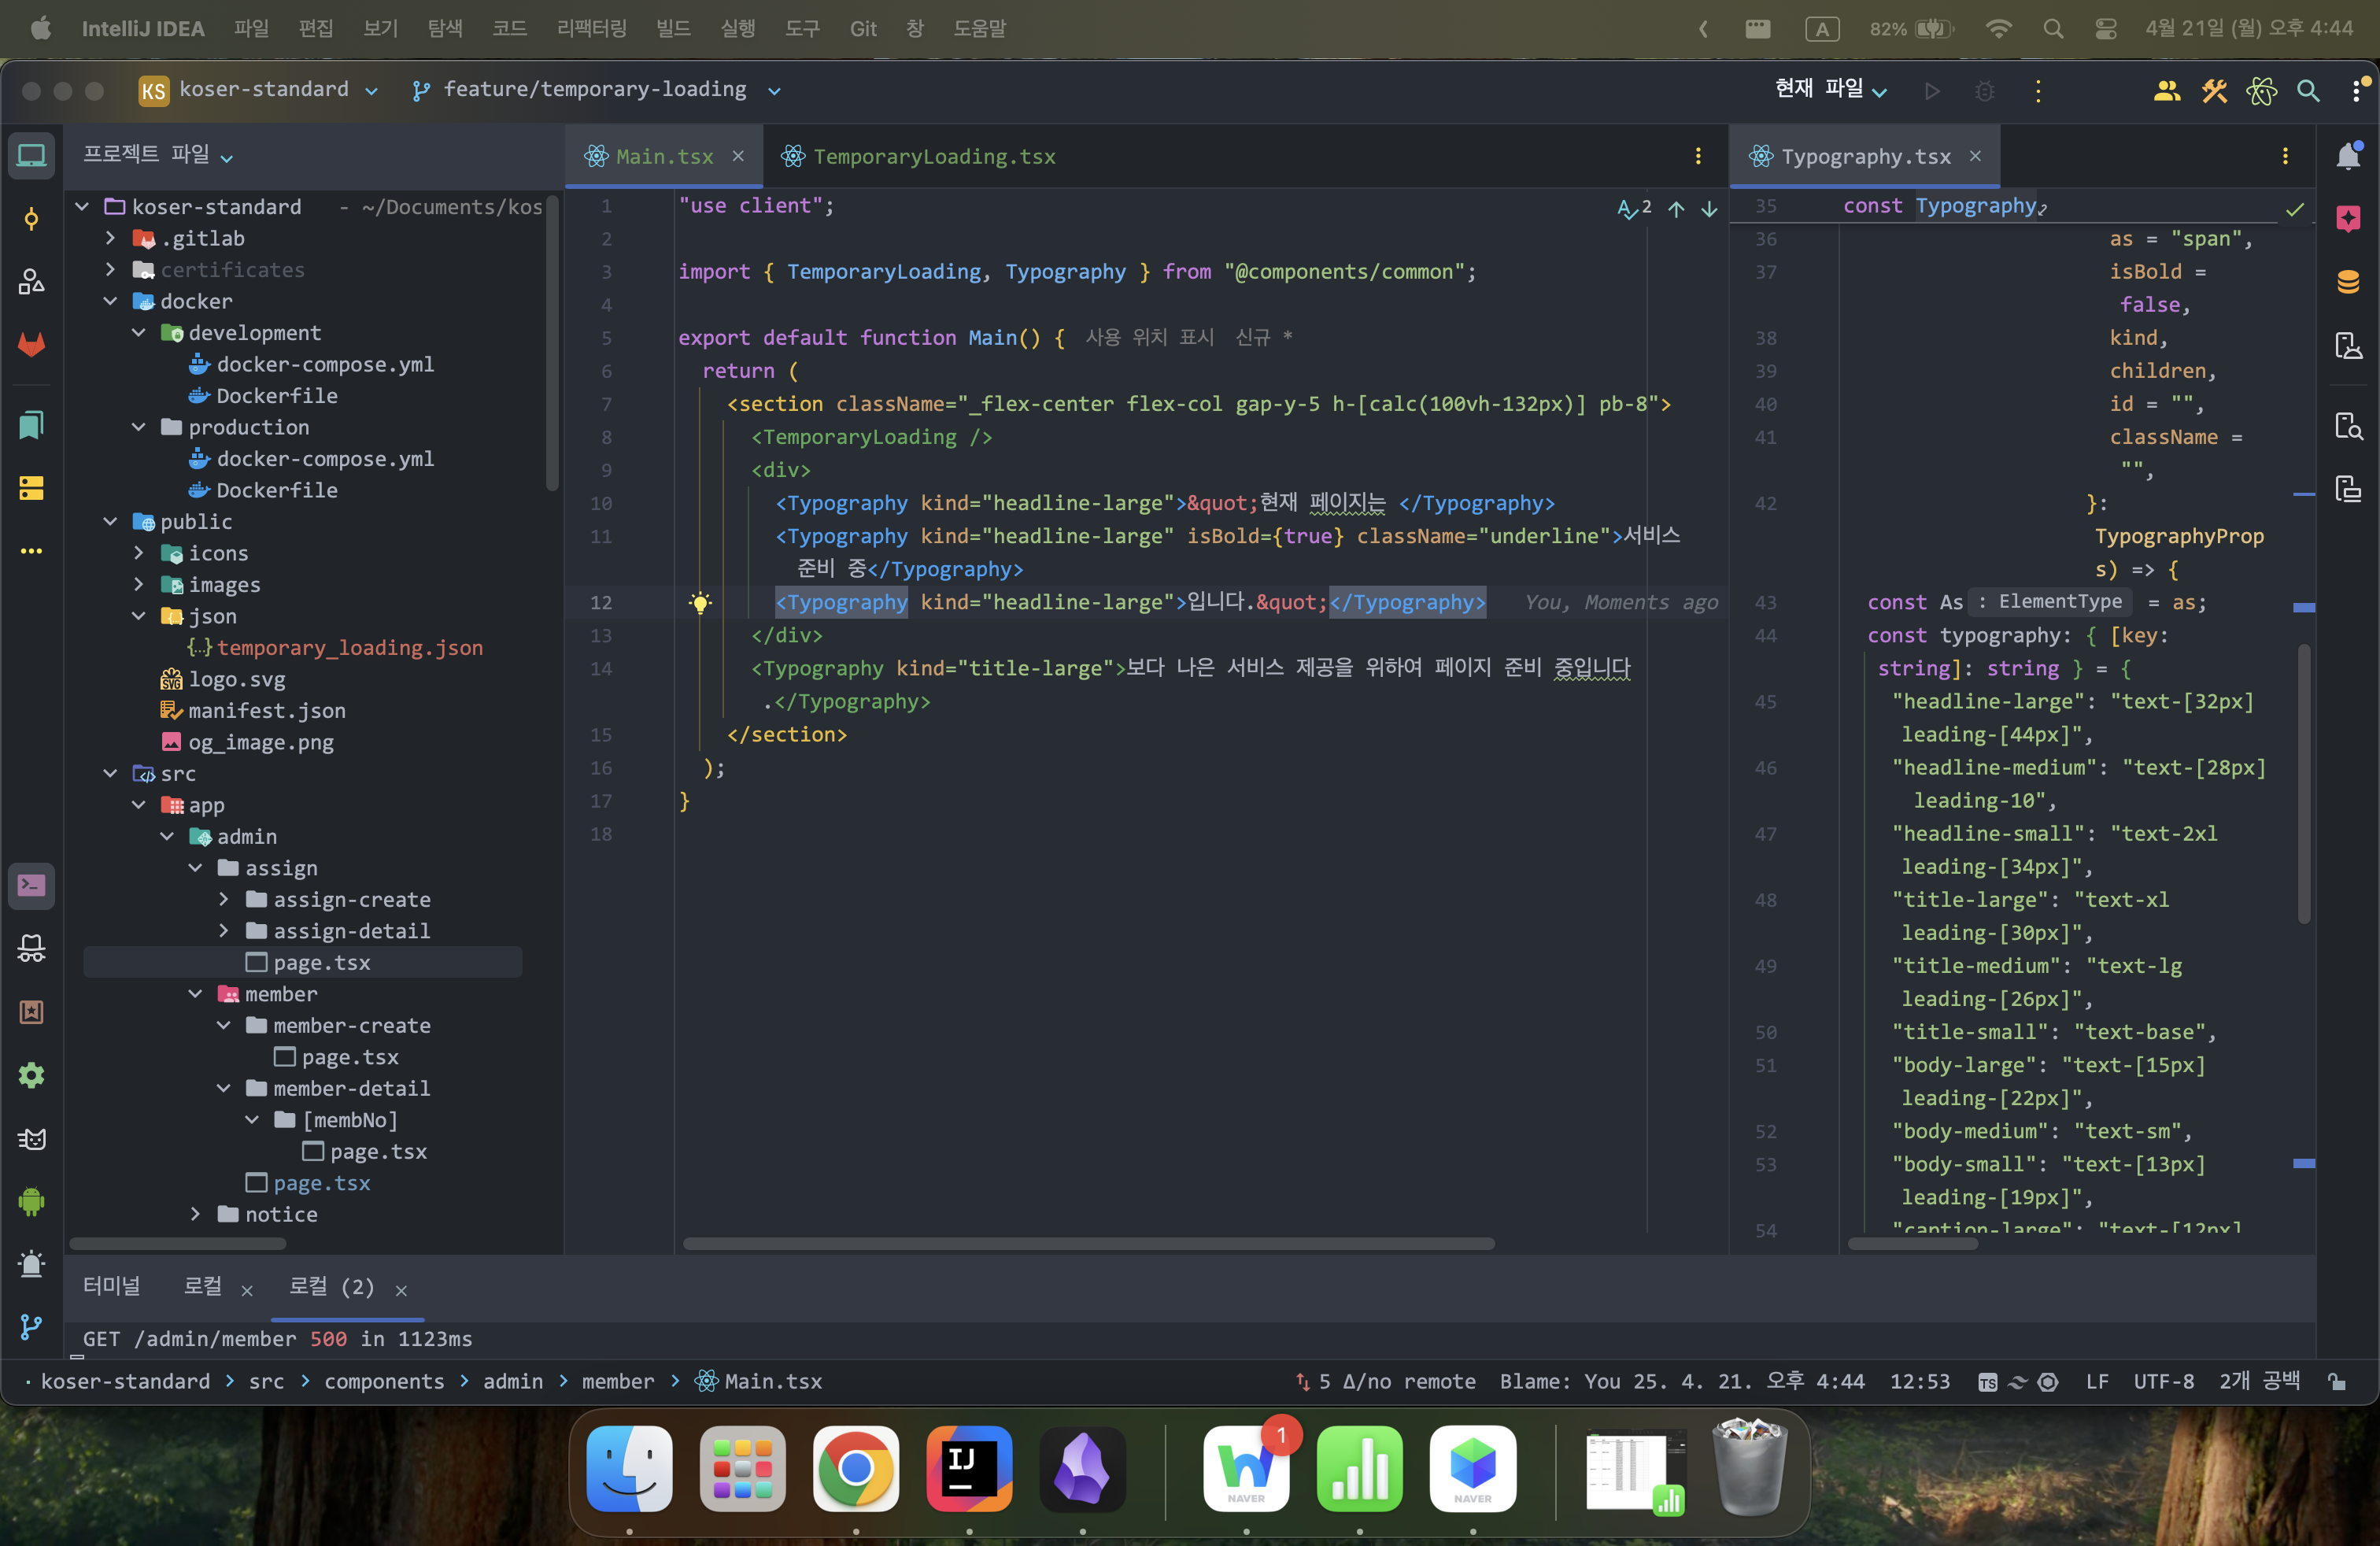 IntelliJ IDEA 파일 편집 보기 탐색 코드 리팩터링 빌드 실행 도구 Git 창 도움말 A 82% 4월 21일 (월) 오후 4:44
KS koser-standard feature/temporary-loading 현재 파일
프로젝트 파일
koser-standard - ~/Documents/kos
.gitlab
certificates
docker
development
docker-compose.yml
Dockerfile
production
docker-compose.yml
Dockerfile
public
icons
images
json
temporary_loading.json
logo.svg
manifest.json
og_image.png
src
app
admin
assign
assign-create
assign-detail
page.tsx
member
member-create
page.tsx
member-detail
[membNo]
page.tsx
page.tsx
notice
Main.tsx TemporaryLoading.tsx
2
1 "use client";
2
3 import { TemporaryLoading, Typography } from "@components/common";
4
5 export default function Main() { 사용 위치 표시 신규 *
6 return (
7 <section className="_flex-center flex-col gap-y-5 h-[calc(100vh-132px)] pb-8">
8 <TemporaryLoading />
9 <div>
10 <Typography kind="headline-large">&quot;현재 페이지는 </Typography>
11 <Typography kind="headline-large" isBold={true} className="underline">서비스
준비 중</Typography>
12 <Typography kind="headline-large">입니다.&quot;</Typography> You, Moments ago
13 </div>
14 <Typography kind="title-large">보다 나은 서비스 제공을 위하여 페이지 준비 중입니다
.</Typography>
15 </section>
16 );
17 }
18
Typography.tsx
35 const Typography
36 as = "span",
37 isBold =
false,
38 kind,
39 children,
40 id = "",
41 className =
"",
42 }:
TypographyProp
s) => {
43 const As : ElementType = as;
44 const typography: { [key:
string]: string } = {
45 "headline-large": "text-[32px]
leading-[44px]",
46 "headline-medium": "text-[28px]
leading-10",
47 "headline-small": "text-2xl
leading-[34px]",
48 "title-large": "text-xl
leading-[30px]",
49 "title-medium": "text-lg
leading-[26px]",
50 "title-small": "text-base",
51 "body-large": "text-[15px]
leading-[22px]",
52 "body-medium": "text-sm",
53 "body-small": "text-[13px]
leading-[19px]",
54 "caption-large": "text-[12px]
터미널 로컬 로컬 (2)
GET /admin/member 500 in 1123ms
koser-standard > src > components > admin > member > Main.tsx 5 Δ/no remote Blame: You 25. 4. 21. 오후 4:44 12:53 TS LF UTF-8 2개 공백
IJ
1
NAVER
NAVER